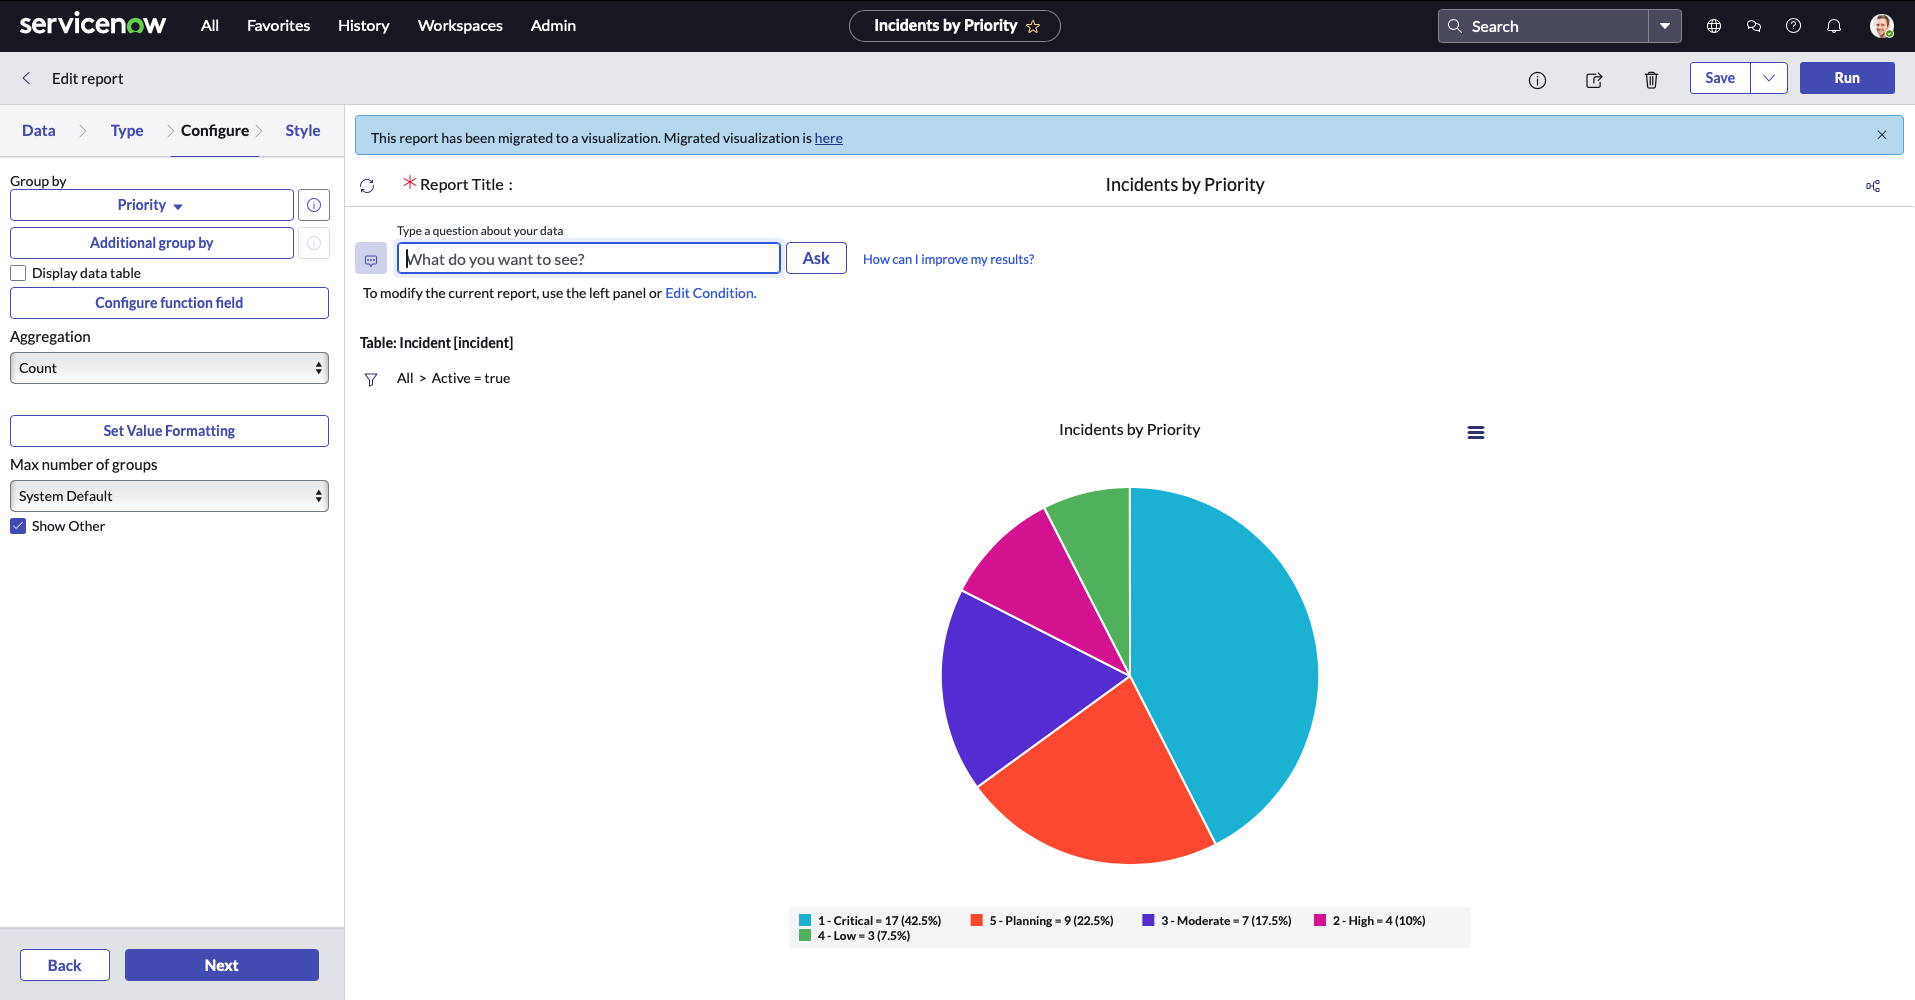 servicenow
All
Favorites
History
Workspaces
Admin
Incidents by Priority
Search
Edit report
Save
Run
Data
Type
Configure
Style
This report has been migrated to a visualization. Migrated visualization is here
Group by
Priority
Additional group by
Display data table
Configure function field
Aggregation
Count
Set Value Formatting
Max number of groups
System Default
Show Other
Back
Next
Report Title :
Incidents by Priority
Type a question about your data
What do you want to see?
Ask
How can I improve my results?
To modify the current report, use the left panel or Edit Condition.
Table: Incident [incident]
All > Active = true
Incidents by Priority
1 - Critical = 17 (42.5%)
5 - Planning = 9 (22.5%)
3 - Moderate = 7 (17.5%)
2 - High = 4 (10%)
4 - Low = 3 (7.5%)